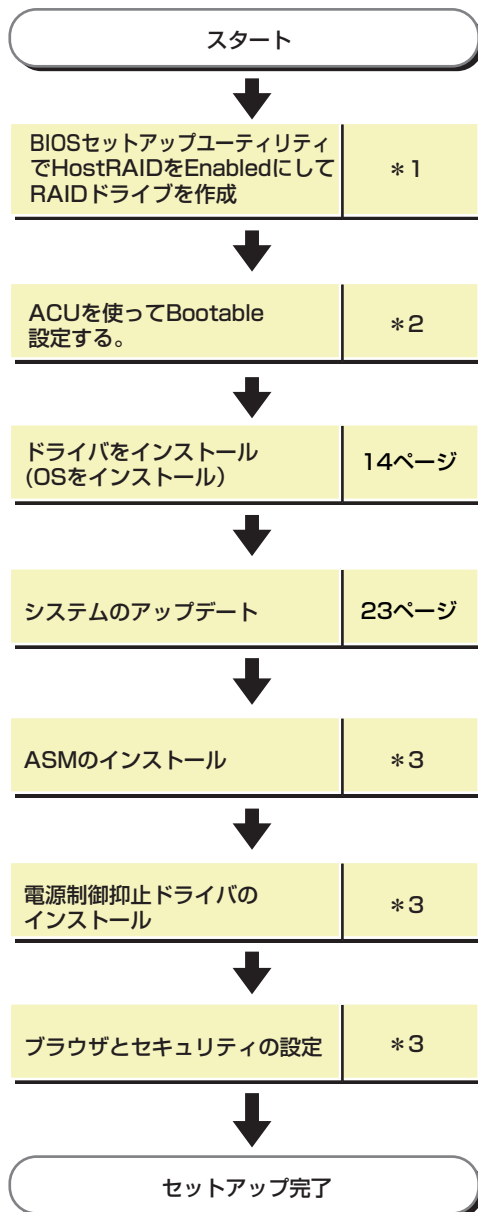 スタート
BIOSセットアップユーティリティ
でHostRAIDをEnabledにして
RAIDドライブを作成
＊1
ACUを使ってBootable
設定する。
＊2
ドライバをインストール
(OSをインストール）
14ページ
システムのアップデート
23ページ
ASMのインストール
＊3
電源制御抑止ドライバの
インストール
＊3
ブラウザとセキュリティの設定
＊3
セットアップ完了